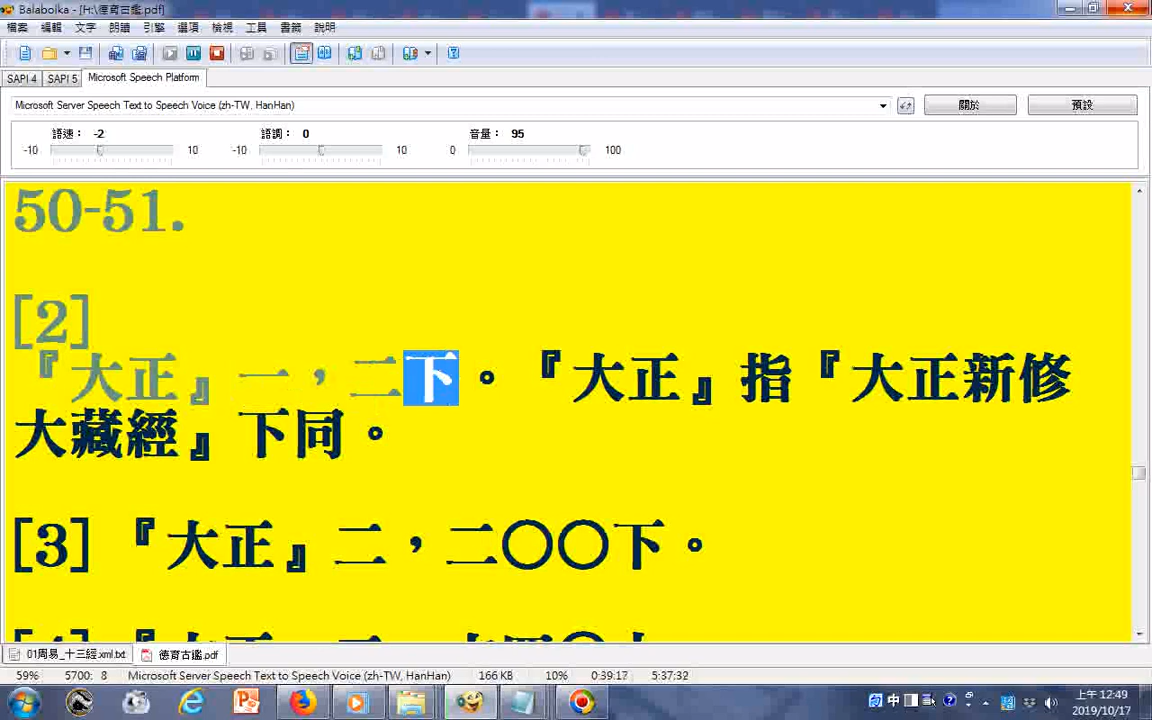 Balabolka - [H:\德育古鑑.pdf]
檔案 編輯 文字 朗讀 引擎 選項 檢視 工具 書籤 說明
SAPI 4 SAPI 5 Microsoft Speech Platform
Microsoft Server Speech Text to Speech Voice (zh-TW, HanHan) 關於 預設
語速： -2 語調： 0 音量： 95
-10 10 -10 10 0 100
50-51.
[2]
『大正』一，二下。『大正』指『大正新修
大藏經』下同。
[3] 『大正』二，二〇〇下。
01周易_十三經.xml.txt 德育古鑑.pdf
59% 5700: 8 Microsoft Server Speech Text to Speech Voice (zh-TW, HanHan) 166 KB 10% 0:39:17 5:37:32
中 上午 12:49
2019/10/17